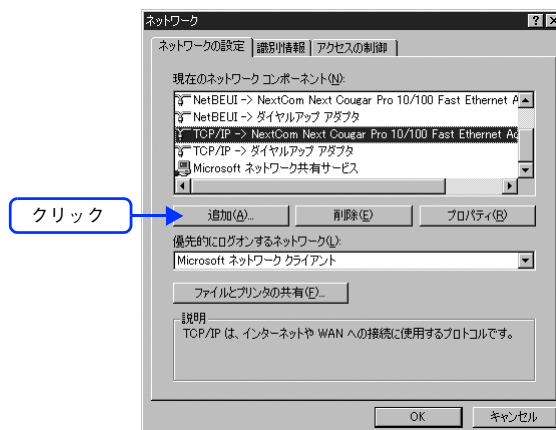 ネットワーク
ネットワークの設定 識別情報 アクセスの制御
現在のネットワーク コンポーネント(N):
NetBEUI -> NextCom Next Cougar Pro 10/100 Fast Ethernet A
NetBEUI -> ダイヤルアップ アダプタ
TCP/IP -> NextCom Next Cougar Pro 10/100 Fast Ethernet Ac
TCP/IP -> ダイヤルアップ アダプタ
Microsoft ネットワーク共有サービス
クリック
追加(A)... 削除(E) プロパティ(R)
優先的にログオンするネットワーク(L):
Microsoft ネットワーク クライアント
ファイルとプリンタの共有(F)...
説明
TCP/IP は、インターネットや WAN への接続に使用するプロトコルです。
OK キャンセル